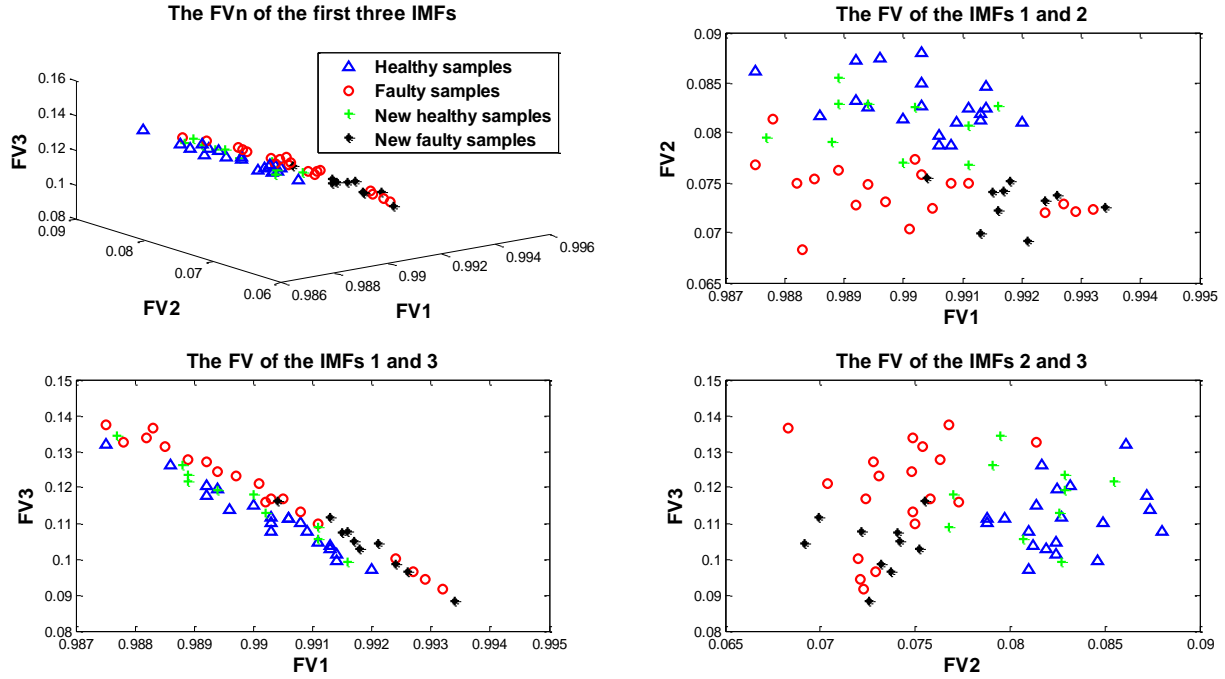 The FVn of the first three IMFs
0.16
0.14
0.12
0.1
0.08
0.09
0.08
0.07
0.06
0.986
0.988
0.99
0.992
0.994
0.996
FV3
FV2
FV1
Healthy samples
Faulty samples
New healthy samples
New faulty samples
The FV of the IMFs 1 and 2
0.09
0.085
0.08
0.075
0.07
0.065
0.987 0.988 0.989 0.99 0.991 0.992 0.993 0.994 0.995
FV2
FV1
The FV of the IMFs 1 and 3
0.15
0.14
0.13
0.12
0.11
0.1
0.09
0.08
0.987 0.988 0.989 0.99 0.991 0.992 0.993 0.994 0.995
FV3
FV1
The FV of the IMFs 2 and 3
0.15
0.14
0.13
0.12
0.11
0.1
0.09
0.08
0.065 0.07 0.075 0.08 0.085 0.09
FV3
FV2